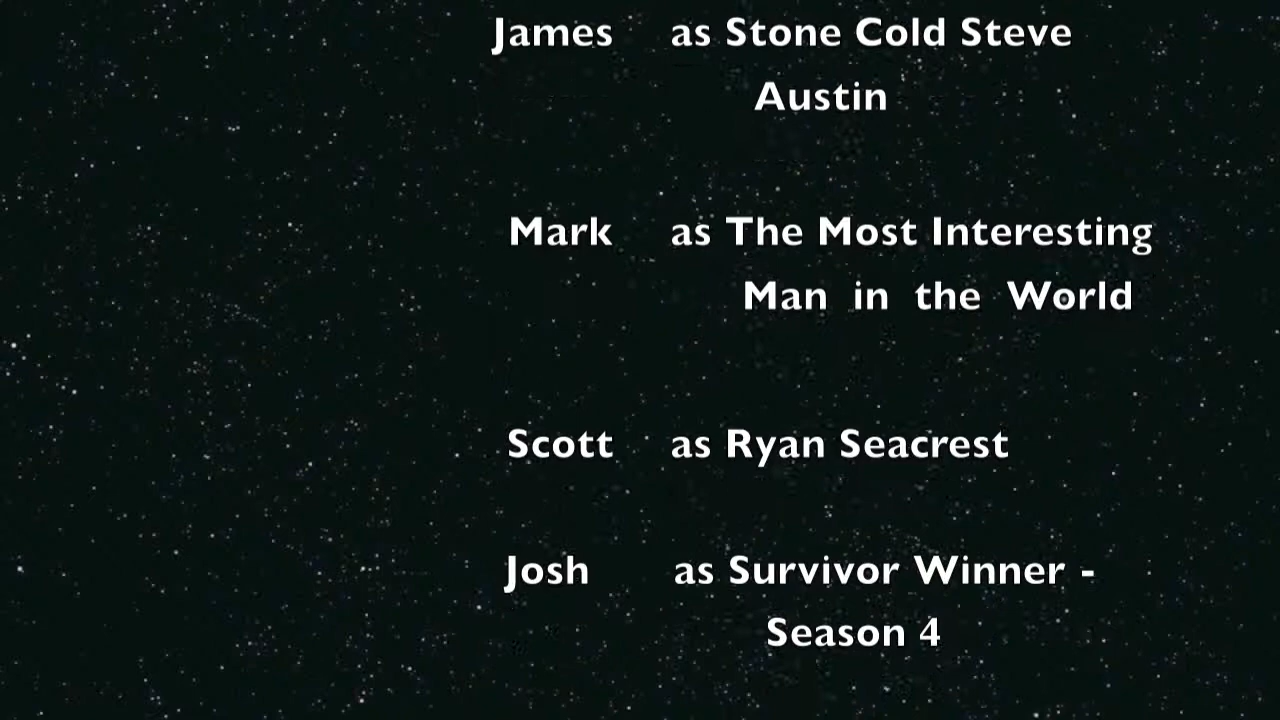 James as Stone Cold Steve
Austin
Mark as The Most Interesting
Man in the World
Scott as Ryan Seacrest
Josh as Survivor Winner -
Season 4